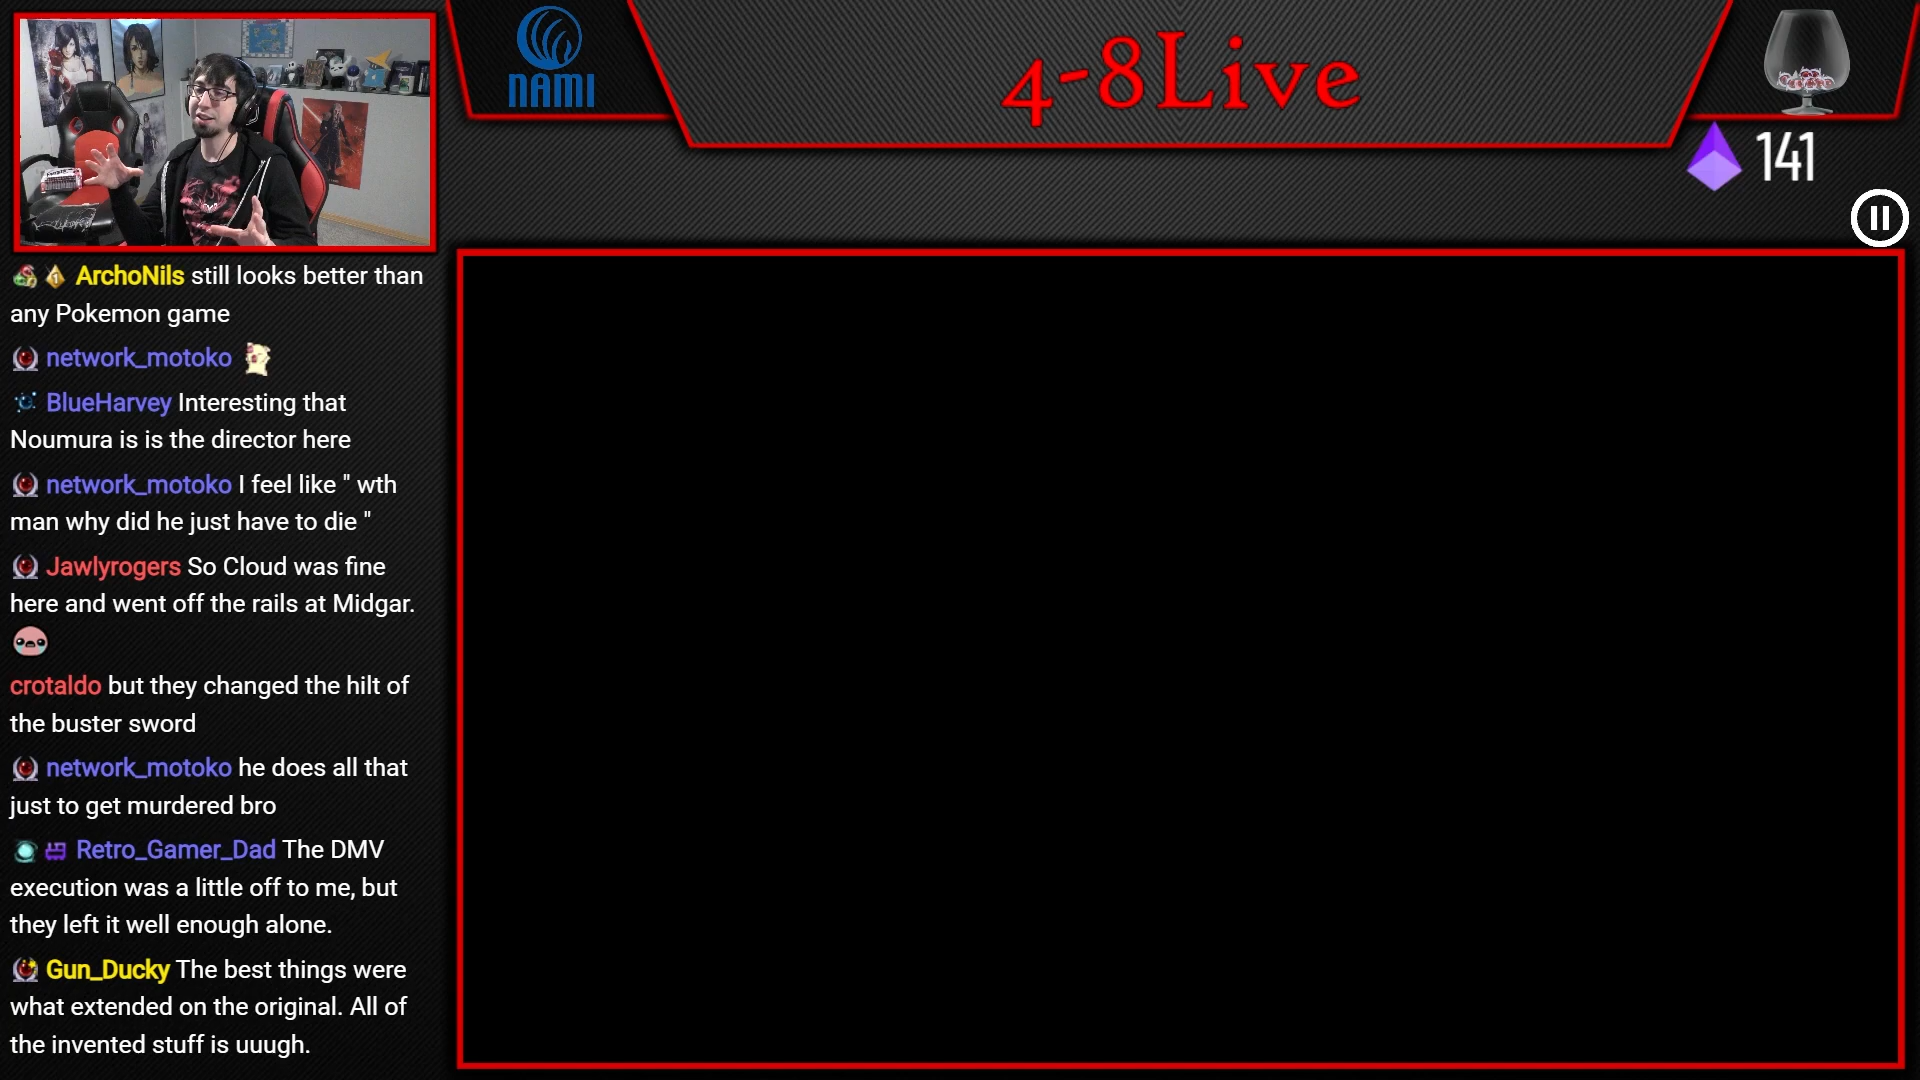 NAMI
4-8Live
141
ArchoNils still looks better than
any Pokemon game
network_motoko
BlueHarvey Interesting that
Noumura is is the director here
network_motoko I feel like " wth
man why did he just have to die "
Jawlyrogers So Cloud was fine
here and went off the rails at Midgar.
crotaldo but they changed the hilt of
the buster sword
network_motoko he does all that
just to get murdered bro
Retro_Gamer_Dad The DMV
execution was a little off to me, but
they left it well enough alone.
Gun_Ducky The best things were
what extended on the original. All of
the invented stuff is uuugh.